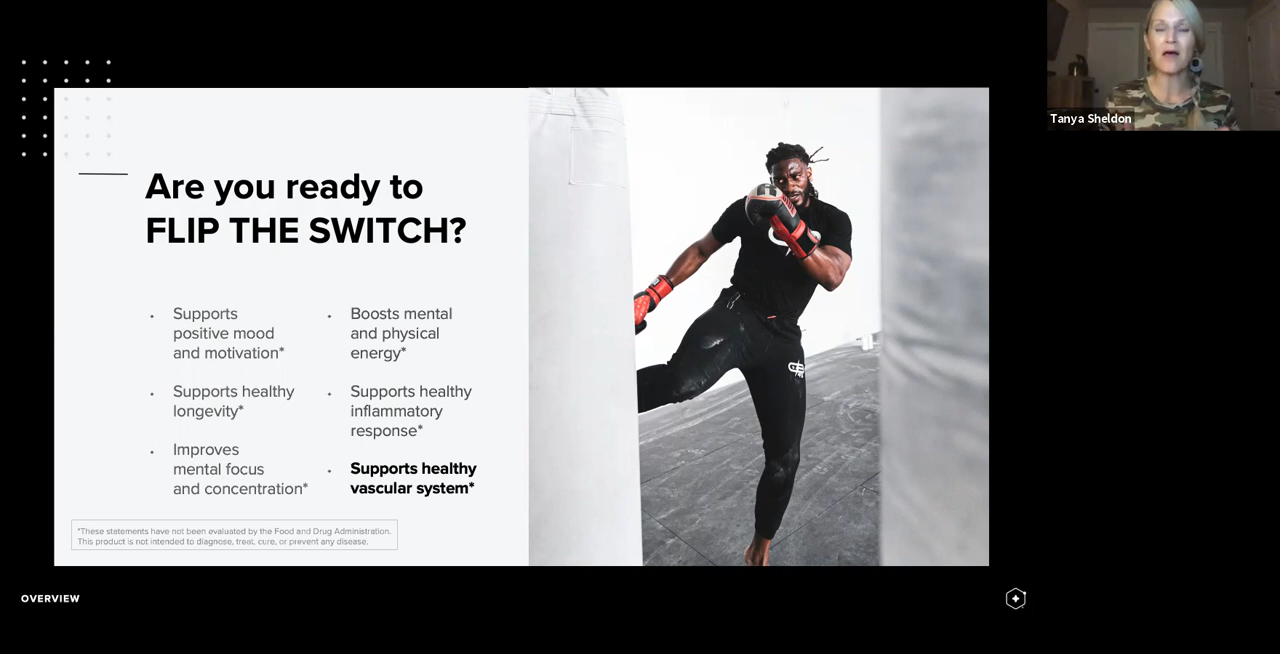 Are you ready to
FLIP THE SWITCH?
Supports
positive mood
and motivation*
Supports healthy
longevity*
Improves
mental focus
and concentration*
Boosts mental
and physical
energy*
Supports healthy
inflammatory
response*
Supports healthy
vascular system*
*These statements have not been evaluated by the Food and Drug Administration.
This product is not intended to diagnose, treat, cure, or prevent any disease.
OVERVIEW
Tanya Sheldon